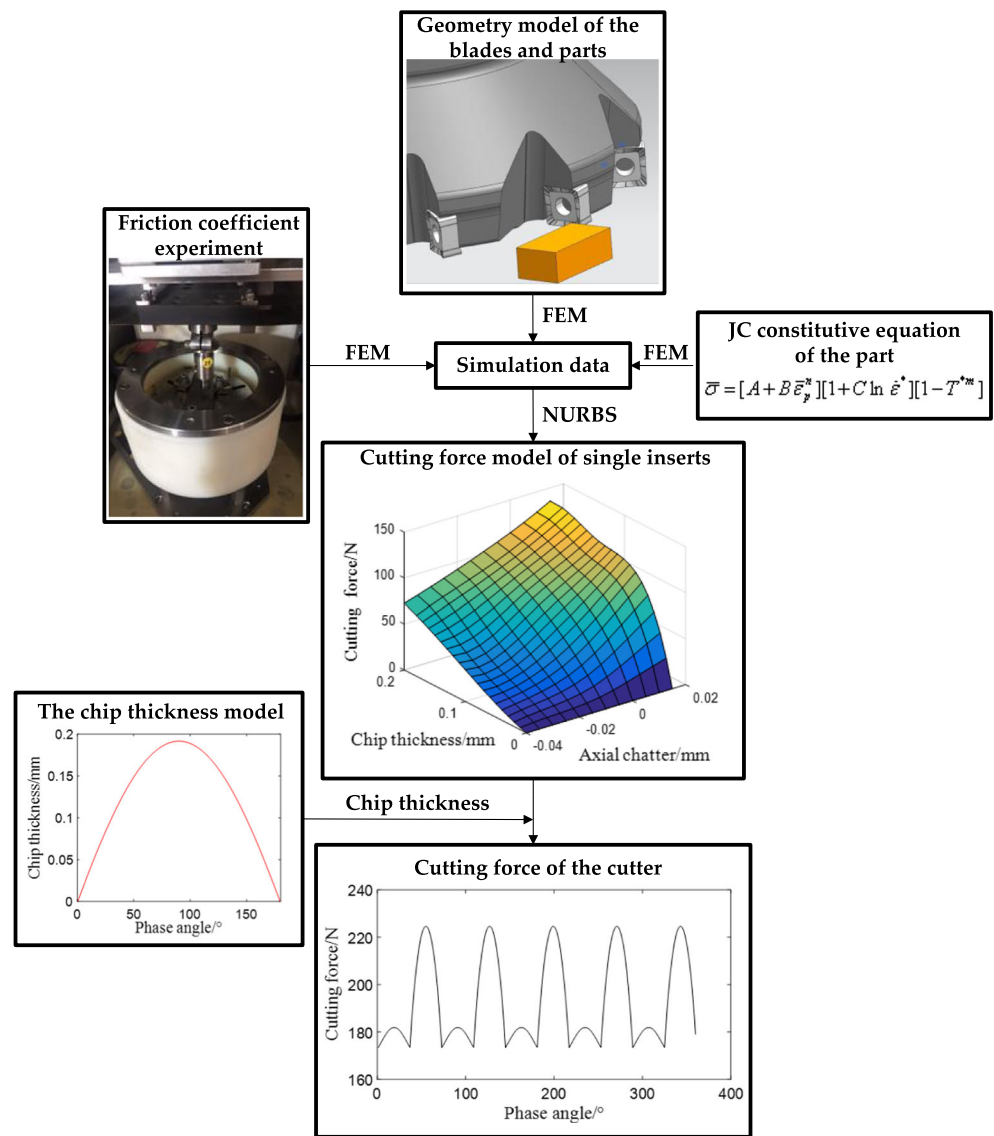 Geometry model of the
blades and parts
Friction coefficient
experiment
FEM
FEM
Simulation data
FEM
JC constitutive equation
of the part
σ̅=[A+Bε̅ₚⁿ][1+C ln ε̇*][1-T*ᵐ]
NURBS
Cutting force model of single inserts
Cutting force/N
150
100
50
0
0.2
0.1
0
Chip thickness/mm
-0.04
-0.02
0
0.02
Axial chatter/mm
The chip thickness model
Chip thickness/mm
0.2
0.15
0.1
0.05
0
0 50 100 150
Phase angle/°
Chip thickness
Cutting force of the cutter
Cutting force/N
240
220
200
180
160
0 100 200 300 400
Phase angle/°